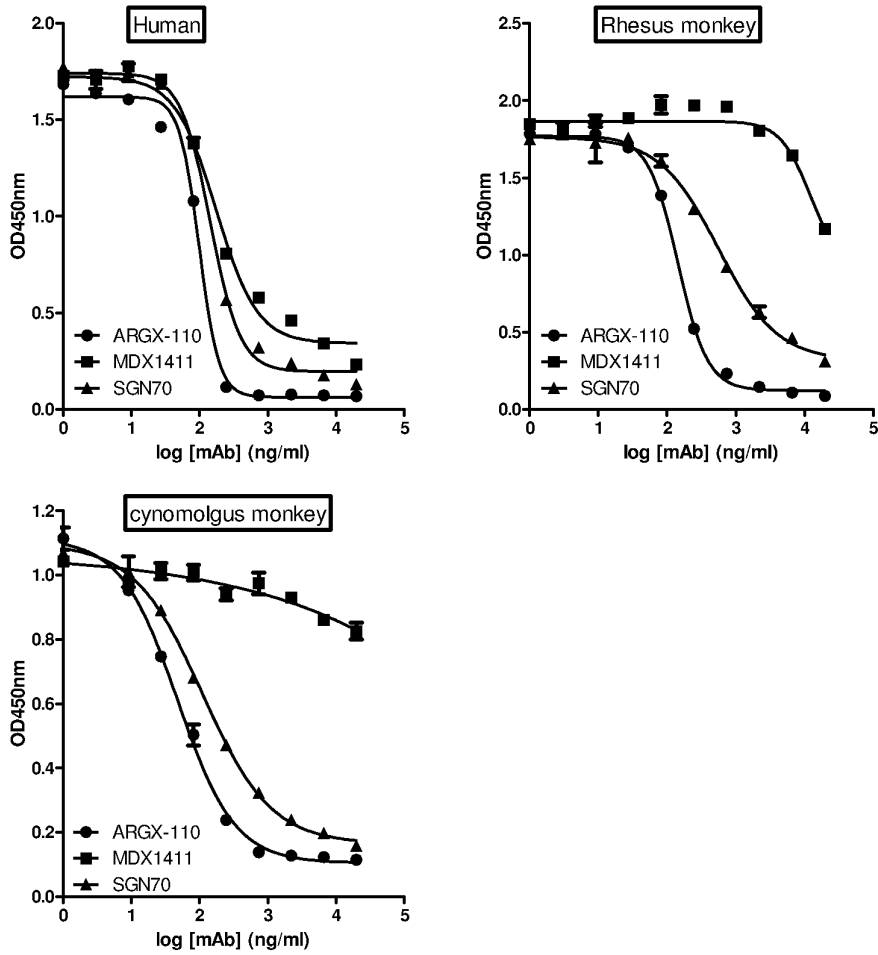 Human
2.0
1.5
1.0
0.5
0.0
OD450nm
ARGX-110
MDX1411
SGN70
0 1 2 3 4 5
log [mAb] (ng/ml)
Rhesus monkey
2.5
2.0
1.5
1.0
0.5
0.0
OD450nm
ARGX-110
MDX1411
SGN70
0 1 2 3 4 5
log [mAb] (ng/ml)
cynomolgus monkey
1.2
1.0
0.8
0.6
0.4
0.2
0.0
OD450nm
ARGX-110
MDX1411
SGN70
0 1 2 3 4 5
log [mAb] (ng/ml)